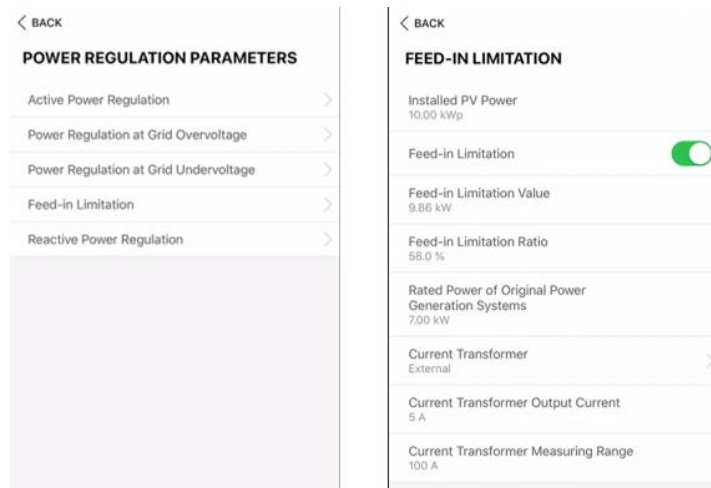 BACK
POWER REGULATION PARAMETERS
Active Power Regulation
Power Regulation at Grid Overvoltage
Power Regulation at Grid Undervoltage
Feed-in Limitation
Reactive Power Regulation
BACK
FEED-IN LIMITATION
Installed PV Power
10.00 kWp
Feed-in Limitation
Feed-in Limitation Value
9.86 kW
Feed-in Limitation Ratio
58.0 %
Rated Power of Original Power
Generation Systems
7.00 kW
Current Transformer
External
Current Transformer Output Current
5 A
Current Transformer Measuring Range
100 A